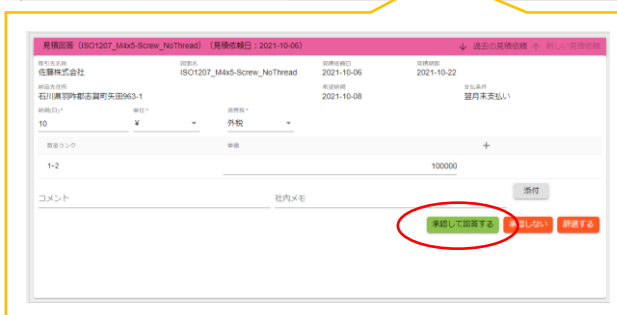 見積回答（ISO1207_M4x5-Screw_NoThread）（見積依頼日：2021-10-06） ↓ 過去の見積依頼 ↑ 新しい見積依頼
取引先名称 図面名 見積依頼日 見積期限
佐藤株式会社 ISO1207_M4x5-Screw_NoThread 2021-10-06 2021-10-22
納品先住所 希望納期 支払条件
石川県羽咋郡志賀町矢田963-1 2021-10-08 翌月末支払い
納期(日)* 単位* 消費税*
10 ¥ 外税
数量ランク 単価 +
1~2 100000
コメント 社内メモ 添付
承認して回答する 承認しない 辞退する